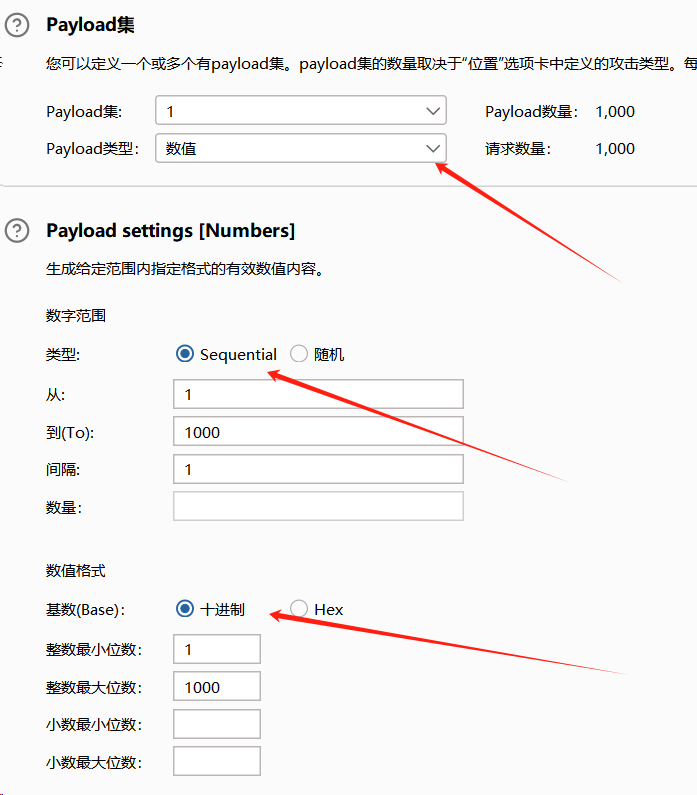 Payload集
您可以定义一个或多个有payload集。payload集的数量取决于“位置”选项卡中定义的攻击类型。每
Payload集: 1 Payload数量: 1,000
Payload类型: 数值 请求数量: 1,000
Payload settings [Numbers]
生成给定范围内指定格式的有效数值内容。
数字范围
类型: Sequential 随机
从: 1
到(To): 1000
间隔: 1
数量:
数值格式
基数(Base): 十进制 Hex
整数最小位数: 1
整数最大位数: 1000
小数最小位数:
小数最大位数: